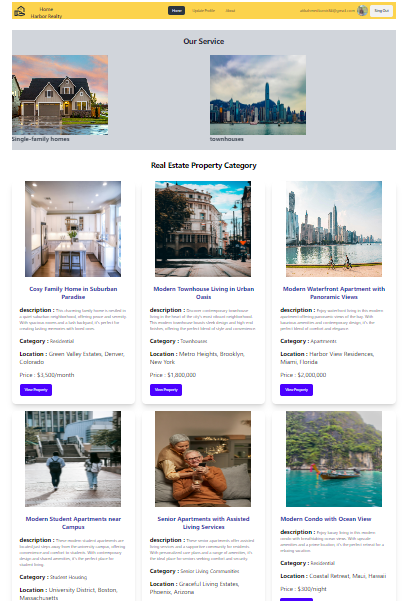 Home
Harbor Realty
Home
Update Profile
About
Sing Out
Our Service
Single-family homes
townhouses
Real Estate Property Category
Cosy Family Home in Suburban
Paradise
description : This charming family home is nestled in
a quiet suburban neighborhood, offering peace and serenity.
With spacious rooms and a lush backyard, it's perfect for
creating lasting memories with loved ones.
Category : Residential
Location : Green Valley Estates, Denver,
Colorado
Price : $3,500/month
View Property
Modern Townhouse Living in Urban
Oasis
description : Discover contemporary townhouse
living in the heart of the city's most vibrant neighborhood.
This modern townhouse boasts sleek design and high-end
finishes, offering the perfect blend of style and convenience
Category : Townhouses
Location : Metro Heights, Brooklyn,
New York
Price : $1,800,000
View Property
Modern Waterfront Apartment with
Panoramic Views
description : Enjoy waterfront living in this modern
apartment offering panoramic views of the bay. With
luxurious amenities and contemporary design, it's the
perfect blend of comfort and elegance.
Category : Apartments
Location : Harbor View Residences,
Miami, Florida
Price : $2,000,000
View Property
Modern Student Apartments near
Campus
description : These modern student apartments are
located just steps away from the university campus, offering
convenience and comfort to students. With contemporary
design and shared amenities, it's the perfect place for
student living.
Category : Student Housing
Location : University District, Boston,
Massachusetts
Senior Apartments with Assisted
Living Services
description : These senior apartments offer assisted
living services and a supportive community for residents.
With personalized care plans and a range of amenities, it's
the ideal place for seniors seeking comfort and security.
Category : Senior Living Communities
Location : Graceful Living Estates,
Phoenix, Arizona
Modern Condo with Ocean View
description : Enjoy luxury living in this modern
condo with breathtaking ocean views. With upscale
amenities and a prime location, it's the perfect retreat for a
relaxing vacation.
Category : Residential
Location : Coastal Retreat, Maui, Hawaii
Price : $300/night